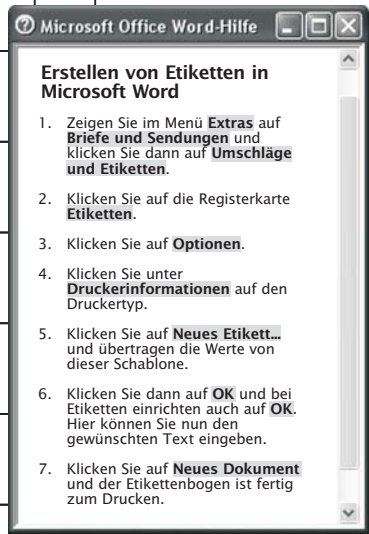 Microsoft Office Word-Hilfe
Erstellen von Etiketten in
Microsoft Word
1. Zeigen Sie im Menü Extras auf
Briefe und Sendungen und
klicken Sie dann auf Umschläge
und Etiketten.
2. Klicken Sie auf die Registerkarte
Etiketten.
3. Klicken Sie auf Optionen.
4. Klicken Sie unter
Druckerinformationen auf den
Druckertyp.
5. Klicken Sie auf Neues Etikett...
und übertragen die Werte von
dieser Schablone.
6. Klicken Sie dann auf OK und bei
Etiketten einrichten auch auf OK.
Hier können Sie nun den
gewünschten Text eingeben.
7. Klicken Sie auf Neues Dokument
und der Etikettenbogen ist fertig
zum Drucken.